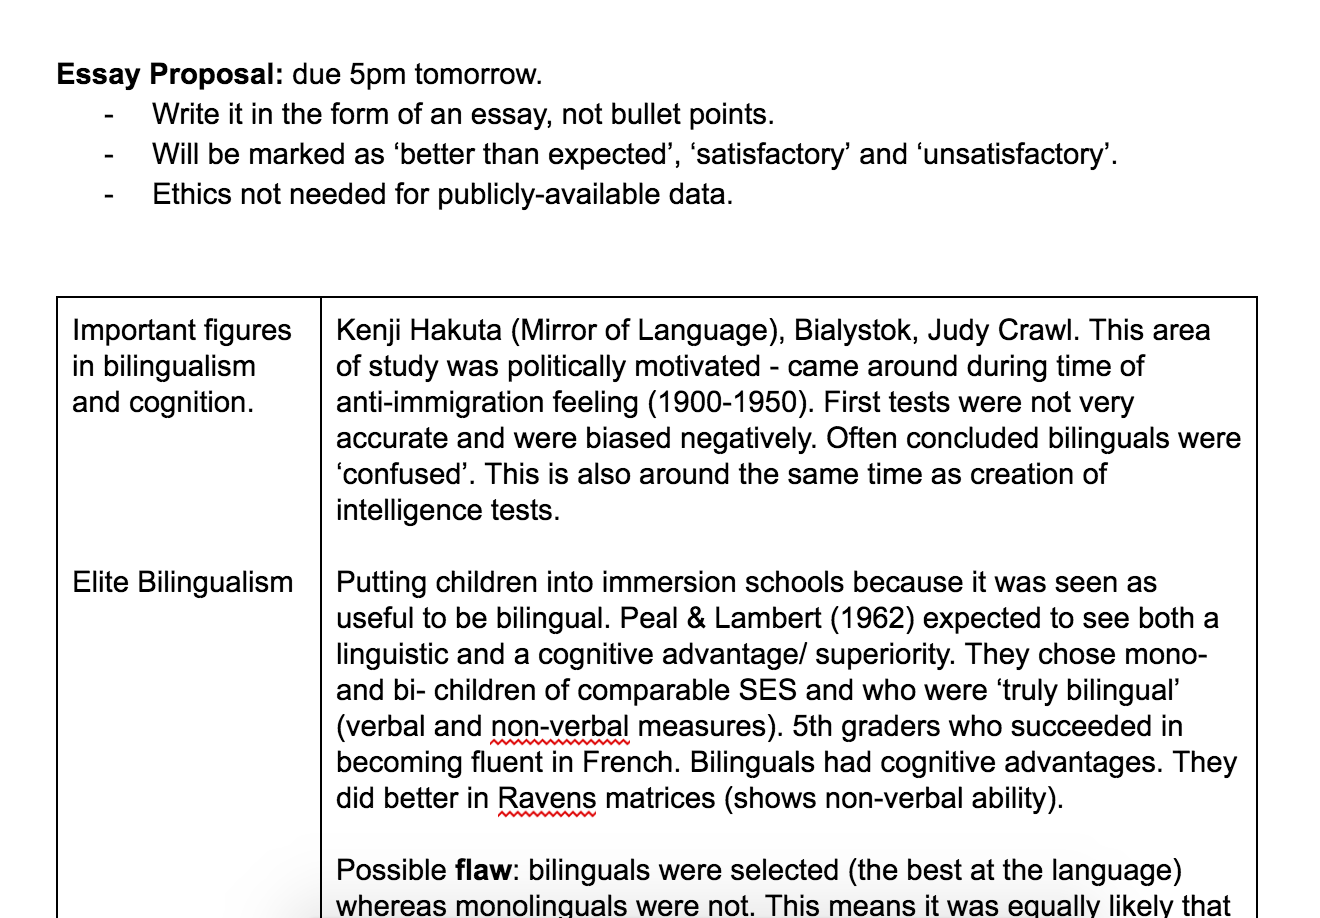 Essay Proposal: due 5pm tomorrow.
- Write it in the form of an essay, not bullet points.
- Will be marked as ‘better than expected’, ‘satisfactory’ and ‘unsatisfactory’.
- Ethics not needed for publicly-available data.
Important figures
in bilingualism
and cognition.
Kenji Hakuta (Mirror of Language), Bialystok, Judy Crawl. This area
of study was politically motivated - came around during time of
anti-immigration feeling (1900-1950). First tests were not very
accurate and were biased negatively. Often concluded bilinguals were
‘confused’. This is also around the same time as creation of
intelligence tests.
Elite Bilingualism
Putting children into immersion schools because it was seen as
useful to be bilingual. Peal & Lambert (1962) expected to see both a
linguistic and a cognitive advantage/ superiority. They chose mono-
and bi- children of comparable SES and who were ‘truly bilingual’
(verbal and non-verbal measures). 5th graders who succeeded in
becoming fluent in French. Bilinguals had cognitive advantages. They
did better in Ravens matrices (shows non-verbal ability).
Possible flaw: bilinguals were selected (the best at the language)
whereas monolinguals were not. This means it was equally likely that